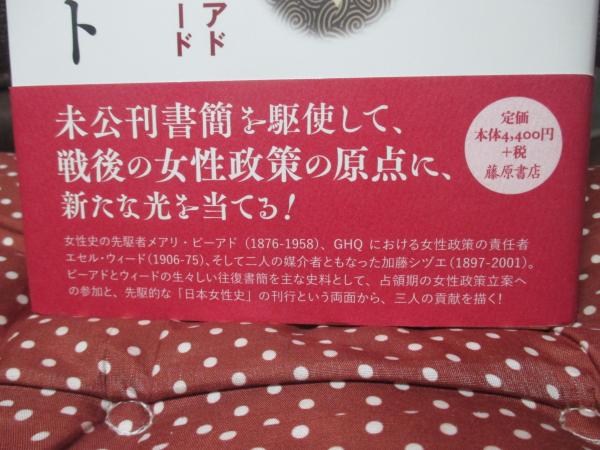 アド
ード
ト
未公刊書簡を駆使して、
戦後の女性政策の原点に、
新たな光を当てる！
定価
本体4,400円
+税
藤原書店
女性史の先駆者メアリ・ビーアド（1876-1958）、GHQ における女性政策の責任者
エセル・ウィード（1906-75）、そして二人の媒介者ともなった加藤シヅエ（1897-2001）。
ビーアドとウィードの生々しい往復書簡を主な史料として、占領期の女性政策立案へ
の参加と、先駆的な「日本女性史」の刊行という両面から、三人の貢献を描く！